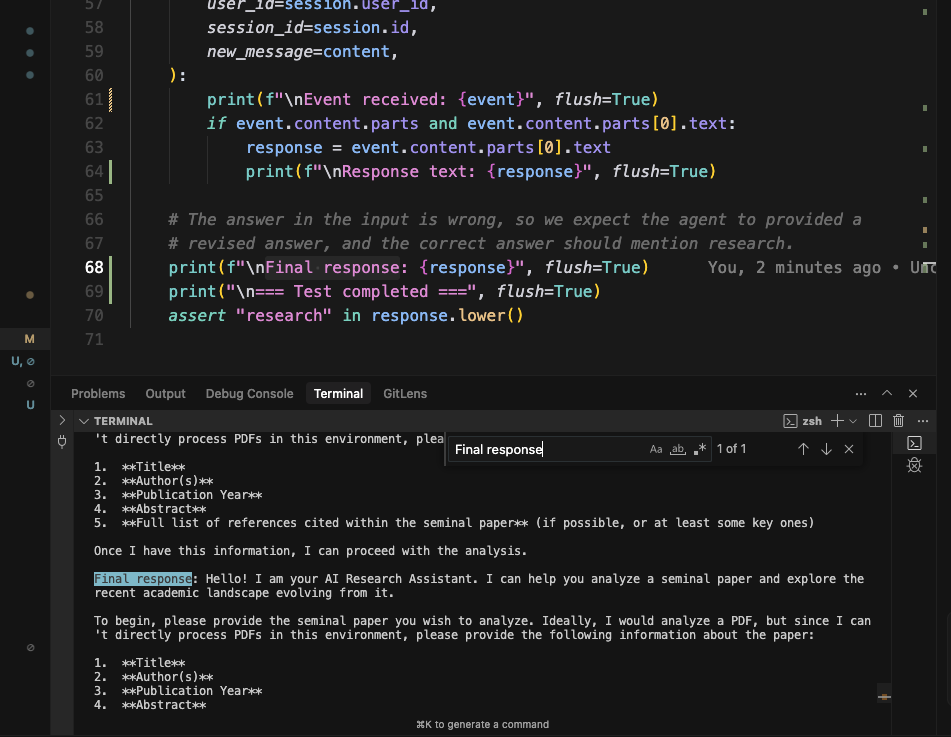 57 user_id=session.user_id,
58 session_id=session.id,
59 new_message=content,
60 ):
61 print(f"\nEvent received: {event}", flush=True)
62 if event.content.parts and event.content.parts[0].text:
63 response = event.content.parts[0].text
64 print(f"\nResponse text: {response}", flush=True)
65
66 # The answer in the input is wrong, so we expect the agent to provided a
67 # revised answer, and the correct answer should mention research.
68 print(f"\nFinal response: {response}", flush=True) You, 2 minutes ago •
69 print("\n=== Test completed ===", flush=True)
70 assert "research" in response.lower()
71
M
U,
U
Problems Output Debug Console Terminal GitLens
TERMINAL zsh
't directly process PDFs in this environment, plea
Final response Aa ab 1 of 1
1. **Title**
2. **Author(s)**
3. **Publication Year**
4. **Abstract**
5. **Full list of references cited within the seminal paper** (if possible, or at least some key ones)
Once I have this information, I can proceed with the analysis.
Final response: Hello! I am your AI Research Assistant. I can help you analyze a seminal paper and explore the
recent academic landscape evolving from it.
To begin, please provide the seminal paper you wish to analyze. Ideally, I would analyze a PDF, but since I can
't directly process PDFs in this environment, please provide the following information about the paper:
1. **Title**
2. **Author(s)**
3. **Publication Year**
4. **Abstract**
⌘K to generate a command